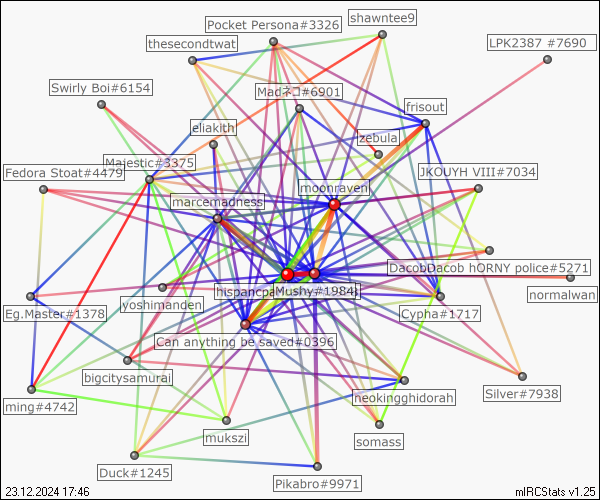 shawntee9
Pocket Persona#3326
thesecondtwat
LPK2387 #7690
Swirly Boi#6154
Madネコ#6901
frisout
eliakith
zebula
Majestic#3375
Fedora Stoat#4479
JKOUYH VIII#7034
moonraven
marcemadness
DacobDacob hORNY police#5271
hispancpa
Mushy#1984
normalwan
yoshimanden
Eg.Master#1378
Cypha#1717
Can anything be saved#0396
bigcitysamurai
Silver#7938
neokingghidorah
ming#4742
mukszi
somass
Duck#1245
Pikabro#9971
23.12.2024 17:46
mIRCStats v1.25